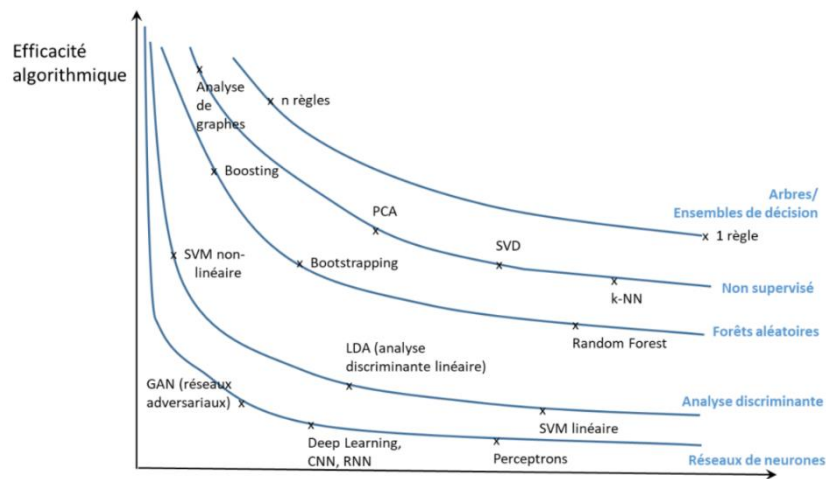 Efficacité
algorithmique
Analyse
de
graphes
n règles
Boosting
Arbres/
Ensembles de décision
PCA
1 règle
SVD
SVM non-
linéaire
Bootstrapping
k-NN
Non supervisé
Forêts aléatoires
Random Forest
LDA (analyse
discriminante linéaire)
GAN (réseaux
adversariaux)
Analyse discriminante
SVM linéaire
Deep Learning,
CNN, RNN
Perceptrons
Réseaux de neurones